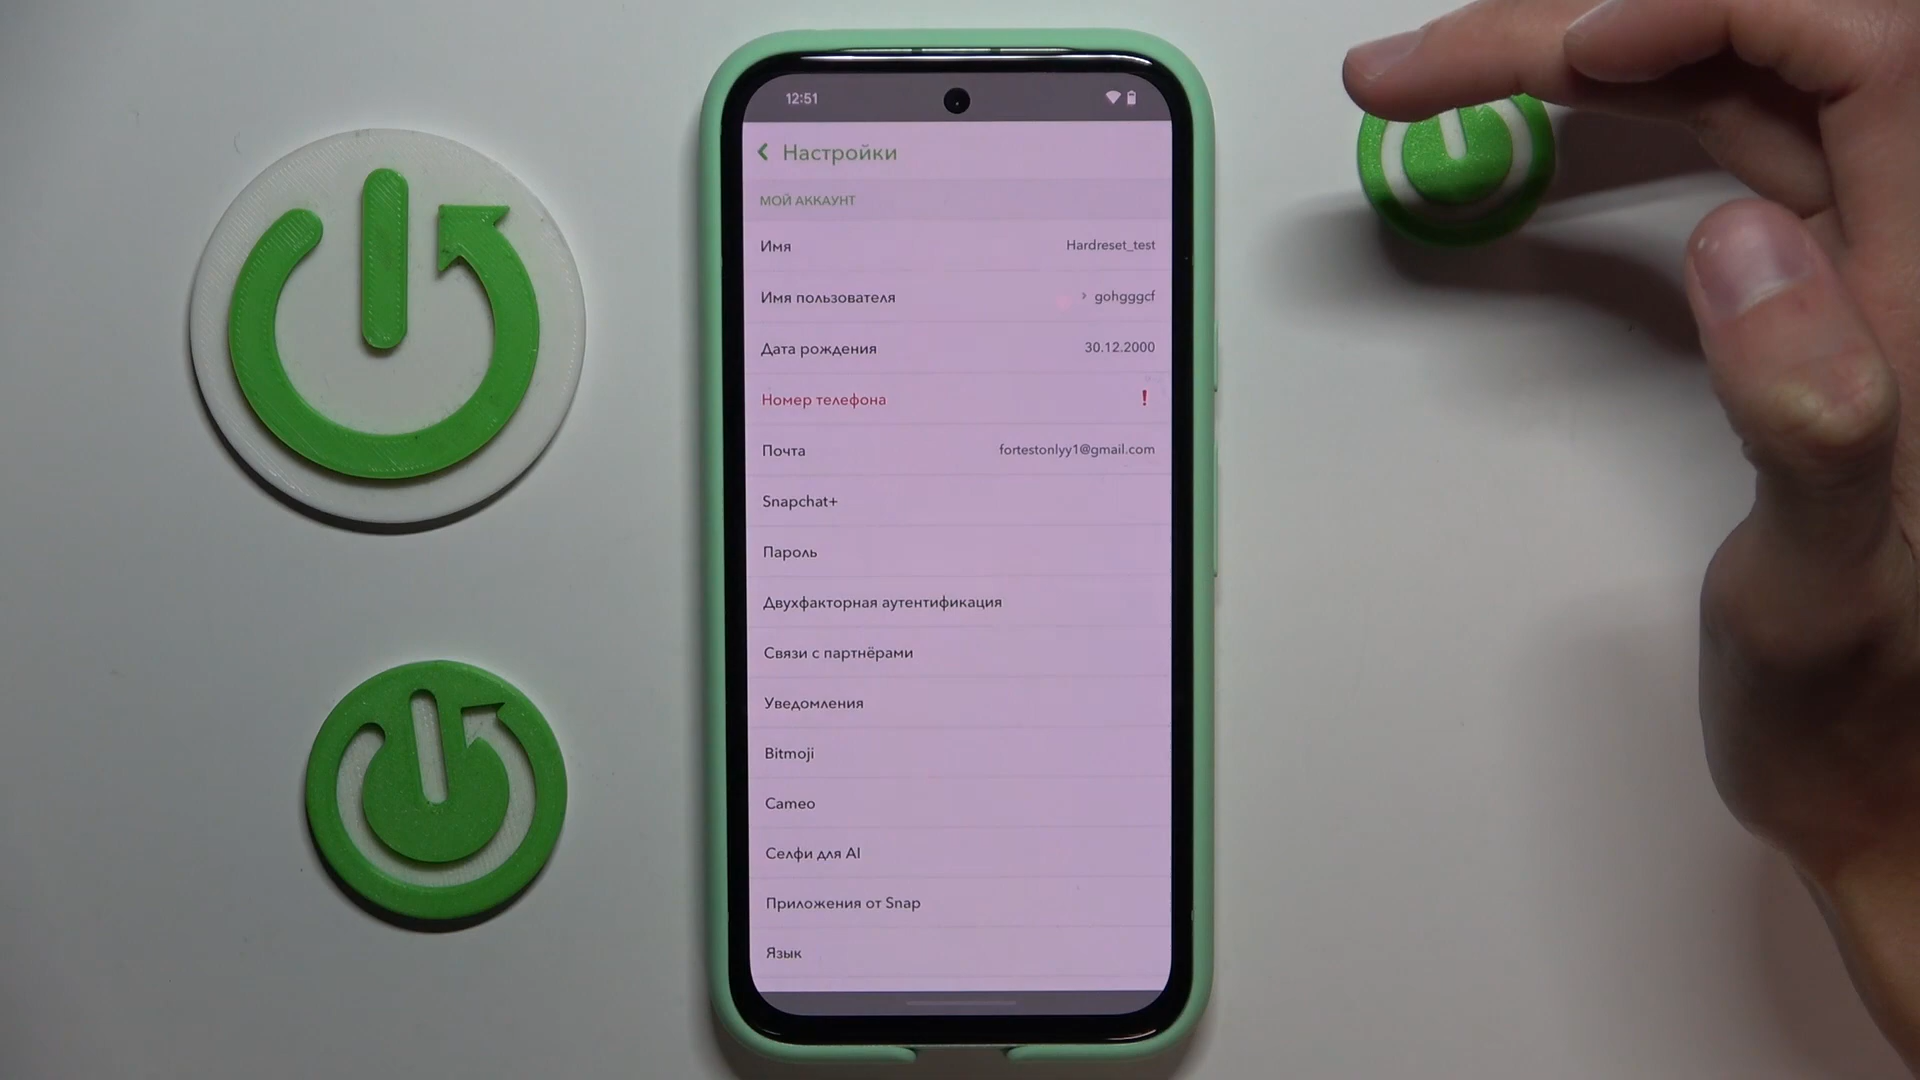 12:51
Настройки
МОЙ АККАУНТ
Имя Hardreset_test
Имя пользователя › gohgggcf
Дата рождения 30.12.2000
Номер телефона !
Почта fortestonlyy1@gmail.com
Snapchat+
Пароль
Двухфакторная аутентификация
Связи с партнёрами
Уведомления
Bitmoji
Cameo
Селфи для AI
Приложения от Snap
Язык